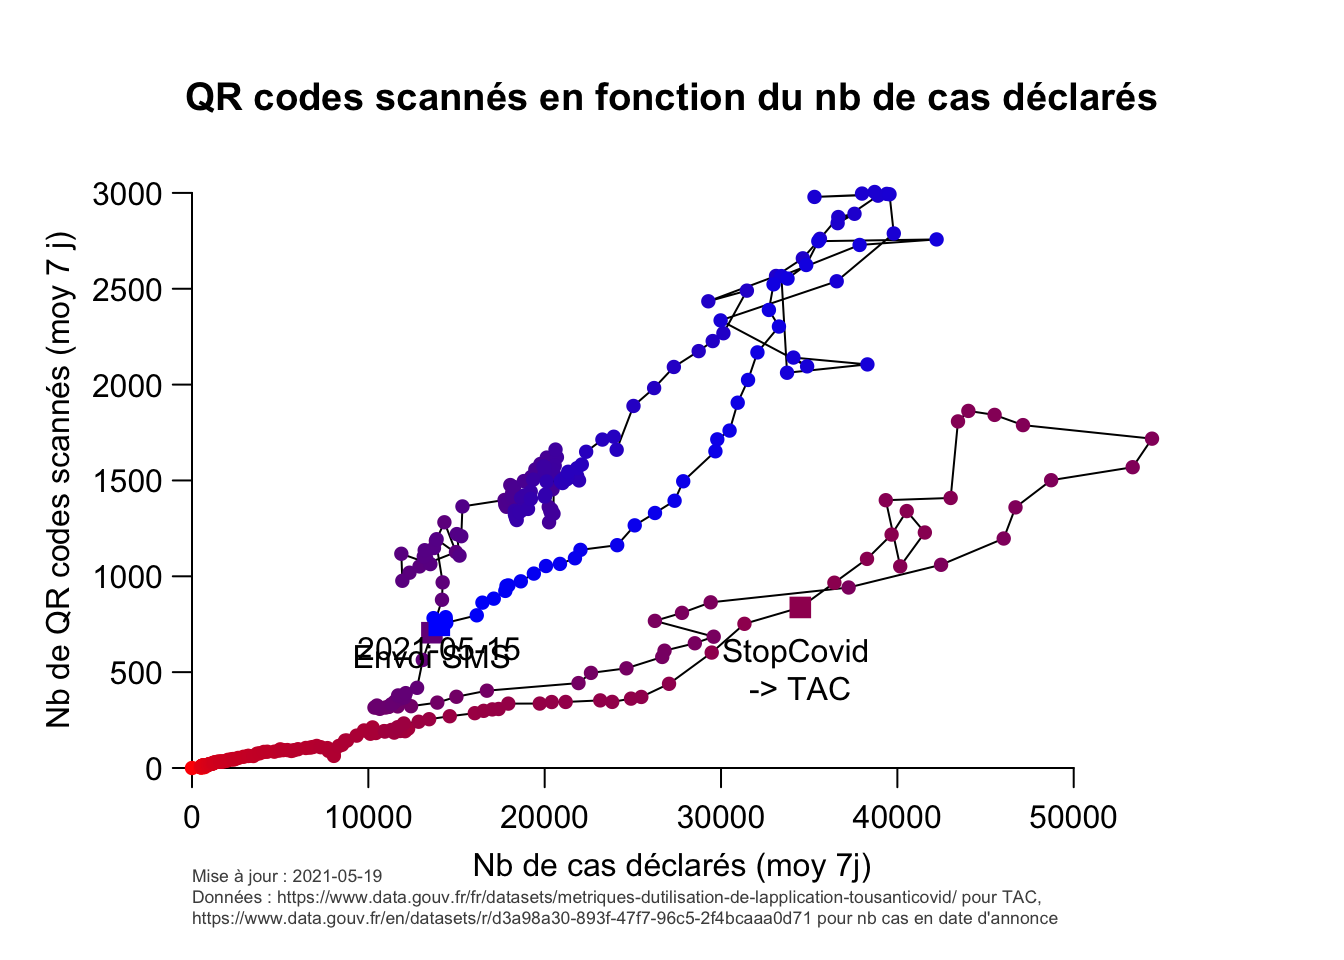 QR codes scannés en fonction du nb de cas déclarés
Nb de QR codes scannés (moy 7 j)
3000
2500
2000
1500
1000
500
0
2021-05-15
Envoi SMS
StopCovid
-> TAC
0 10000 20000 30000 40000 50000
Nb de cas déclarés (moy 7j)
Mise à jour : 2021-05-19
Données : https://www.data.gouv.fr/fr/datasets/metriques-dutilisation-de-lapplication-tousanticovid/ pour TAC,
https://www.data.gouv.fr/en/datasets/r/d3a98a30-893f-47f7-96c5-2f4bcaaa0d71 pour nb cas en date d'annonce